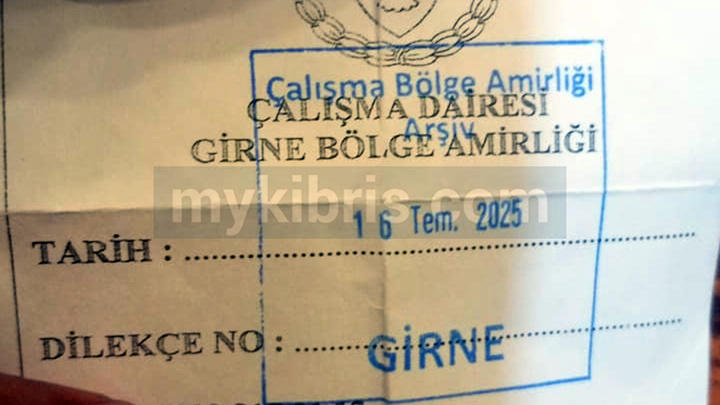 Çalışma Bölge Amirliği
ÇALIŞMA DAİRESİ
Arşiv
GİRNE BÖLGE AMİRLİĞİ
mykibris.com
16 Tem. 2025
TARİH :
DİLEKÇE NO :
GİRNE